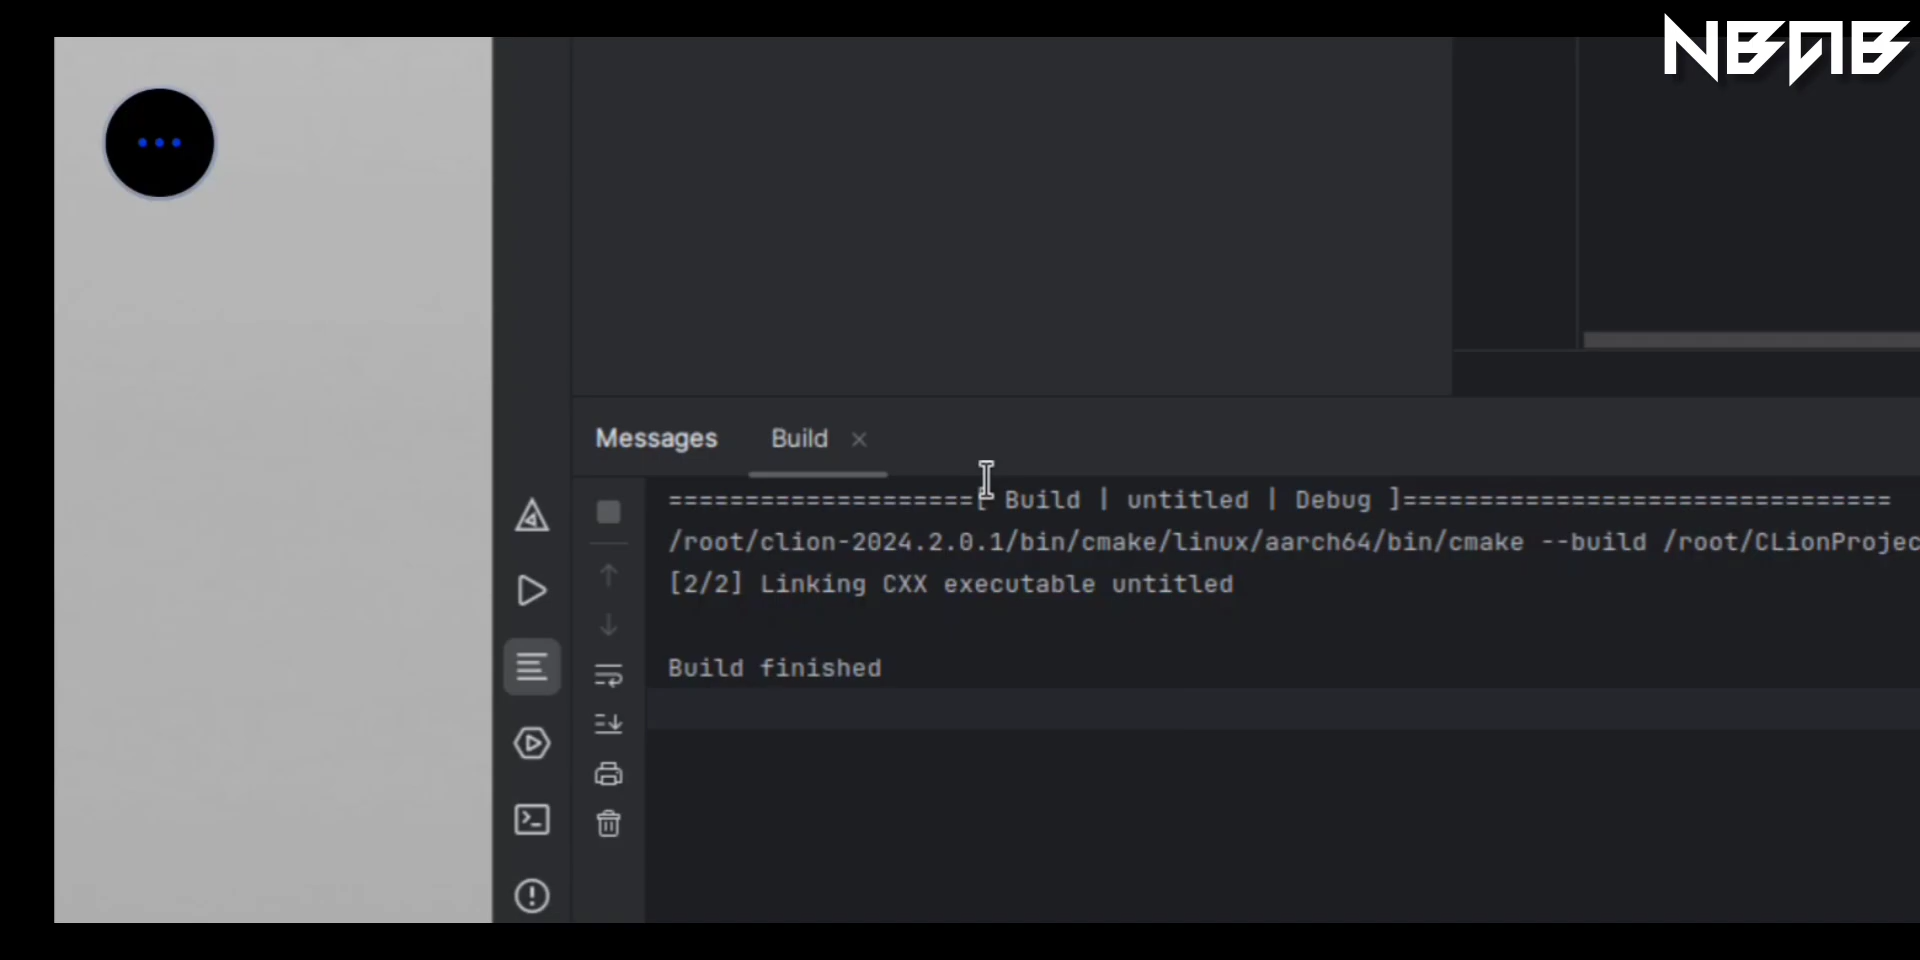 NBAB
Messages Build
====================[ Build | untitled | Debug ]================================
/root/clion-2024.2.0.1/bin/cmake/linux/aarch64/bin/cmake --build /root/CLionProjec
[2/2] Linking CXX executable untitled
Build finished